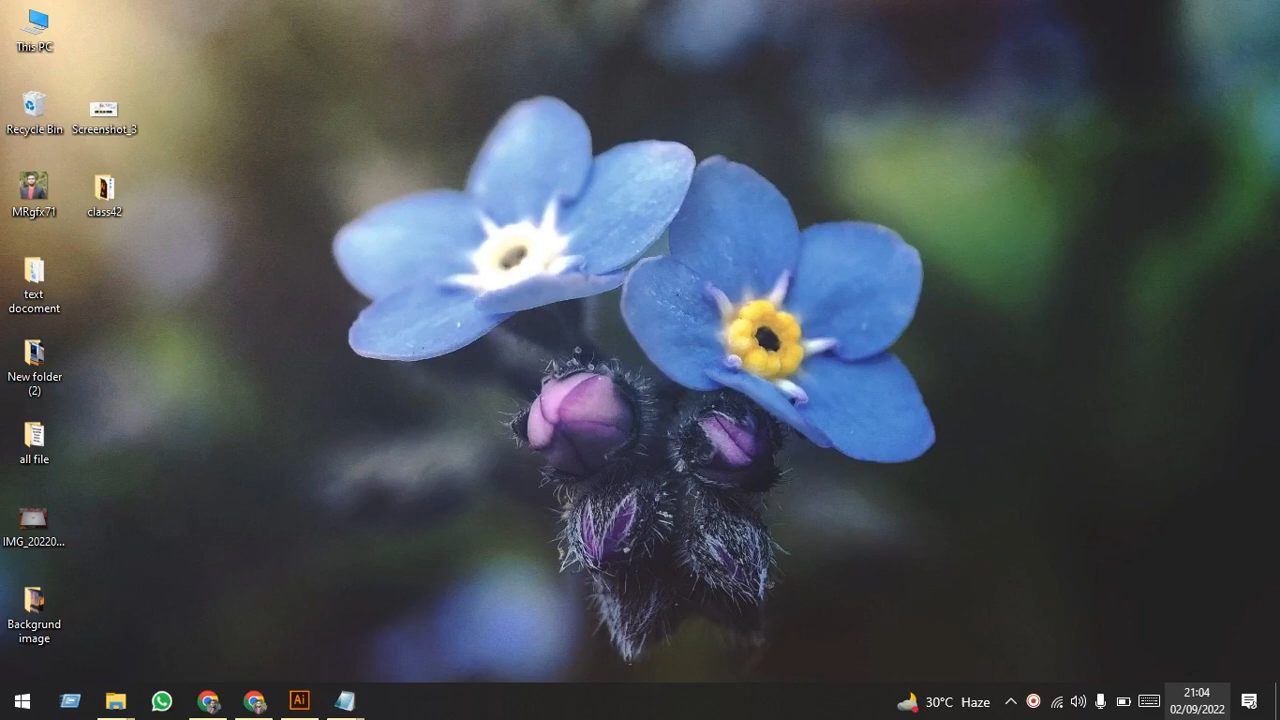 This PC
Recycle Bin
Screenshot_3
MRgfx71
class42
text
docoment
New folder
(2)
all file
IMG_20220...
Backgrund
image
Ai
30°C Haze
21:04
02/09/2022